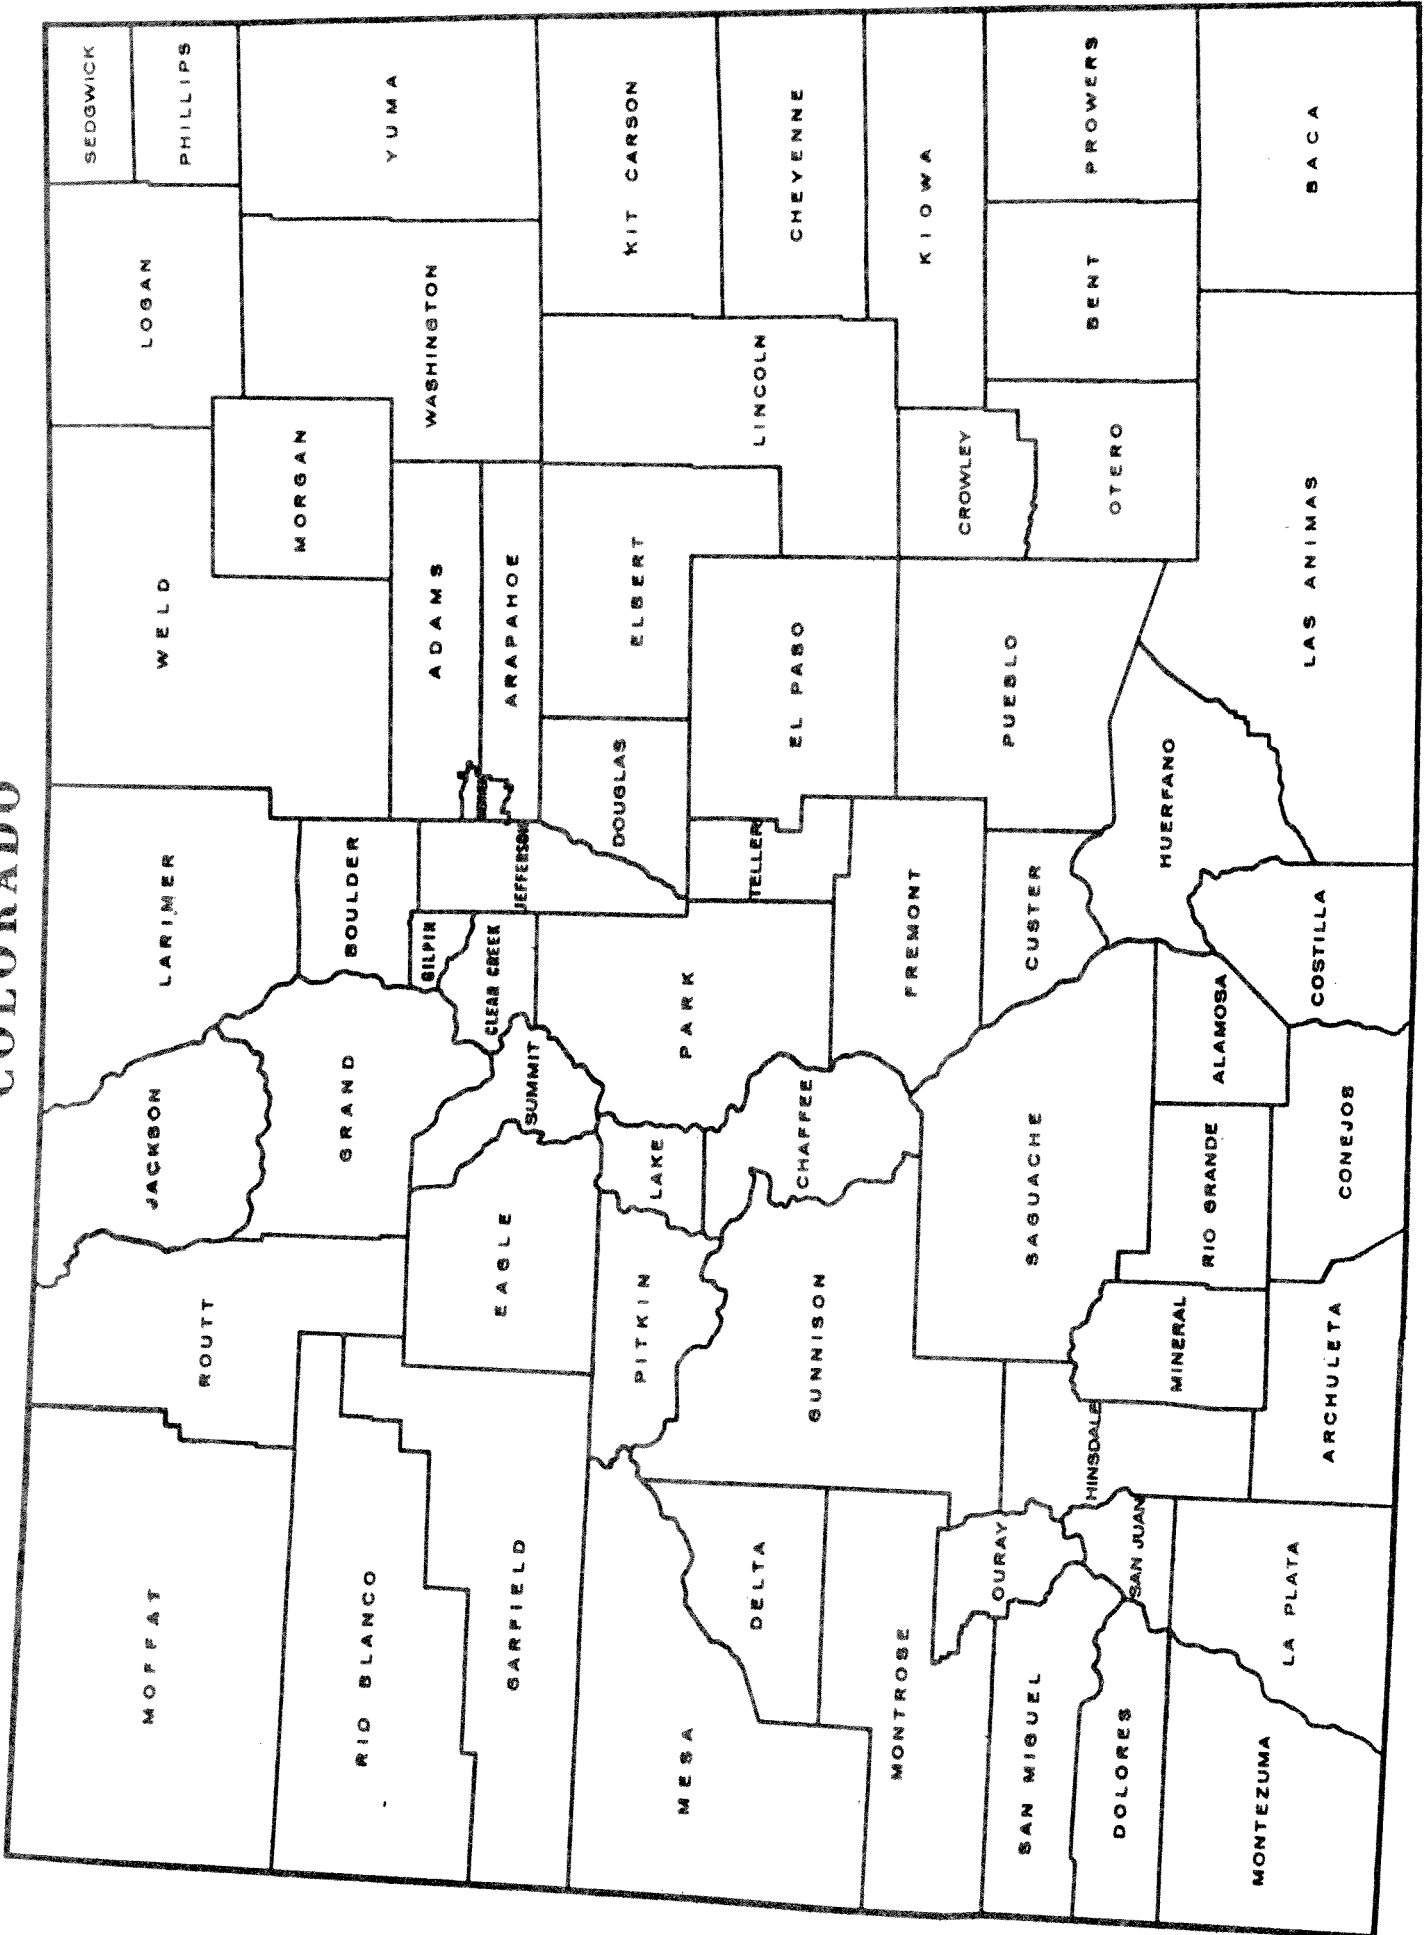 COLORADO
MOFFAT
ROUTT
JACKSON
LARIMER
WELD
LOGAN
SEDGWICK
PHILLIPS
MORGAN
RIO BLANCO
GRAND
BOULDER
WASHINGTON
YUMA
GARFIELD
EAGLE
SUMMIT
GILPIN
CLEAR CREEK
JEFFERSON
ADAMS
ARAPAHOE
MESA
PITKIN
LAKE
PARK
DOUGLAS
ELBERT
KIT CARSON
DELTA
GUNNISON
CHAFFEE
TELLER
EL PASO
LINCOLN
CHEYENNE
MONTROSE
FREMONT
KIOWA
OURAY
SAGUACHE
CUSTER
PUEBLO
CROWLEY
SAN MIGUEL
HINSDALE
OTERO
BENT
PROWERS
DOLORES
SAN JUAN
MINERAL
RIO GRANDE
ALAMOSA
HUERFANO
MONTEZUMA
LA PLATA
ARCHULETA
CONEJOS
COSTILLA
LAS ANIMAS
BACA